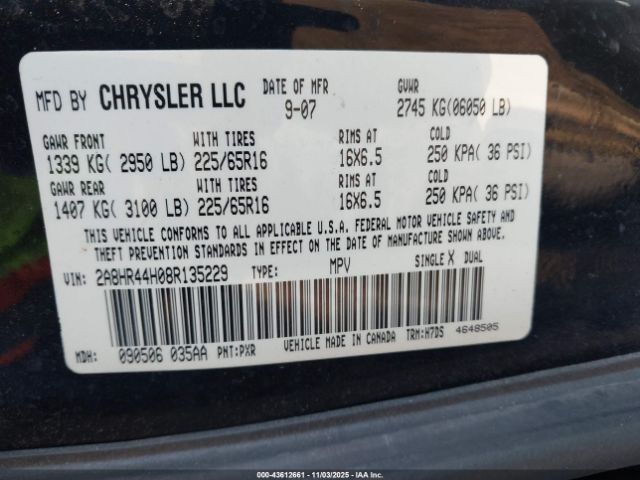 MFD BY CHRYSLER LLC DATE OF MFR 9-07 GVWR 2745 KG(06050 LB)
GAWR FRONT WITH TIRES RIMS AT COLD
1339 KG( 2950 LB) 225/65R16 16X6.5 250 KPA( 36 PSI)
GAWR REAR WITH TIRES RIMS AT COLD
1407 KG( 3100 LB) 225/65R16 16X6.5 250 KPA( 36 PSI)
THIS VEHICLE CONFORMS TO ALL APPLICABLE U.S.A. FEDERAL MOTOR VEHICLE SAFETY AND
THEFT PREVENTION STANDARDS IN EFFECT ON THE DATE OF MANUFACTURE SHOWN ABOVE.
VIN: 2A8HR44H08R135229 TYPE: MPV SINGLE X DUAL
MDH: 090506 035AA PNT:PXR VEHICLE MADE IN CANADA TRM:H7DS 4648505
000-43612661 - 11/03/2025 - IAA Inc.